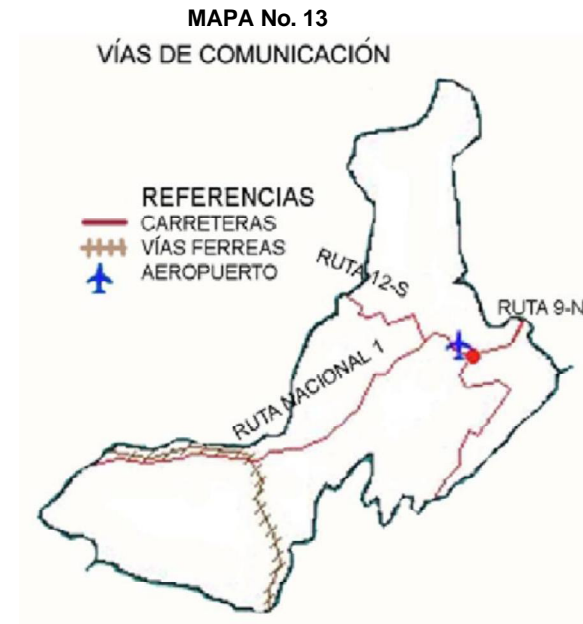 MAPA No. 13
VÍAS DE COMUNICACIÓN
REFERENCIAS
CARRETERAS
VÍAS FERREAS
AEROPUERTO
RUTA 12-S
RUTA 9-N
RUTA NACIONAL 1